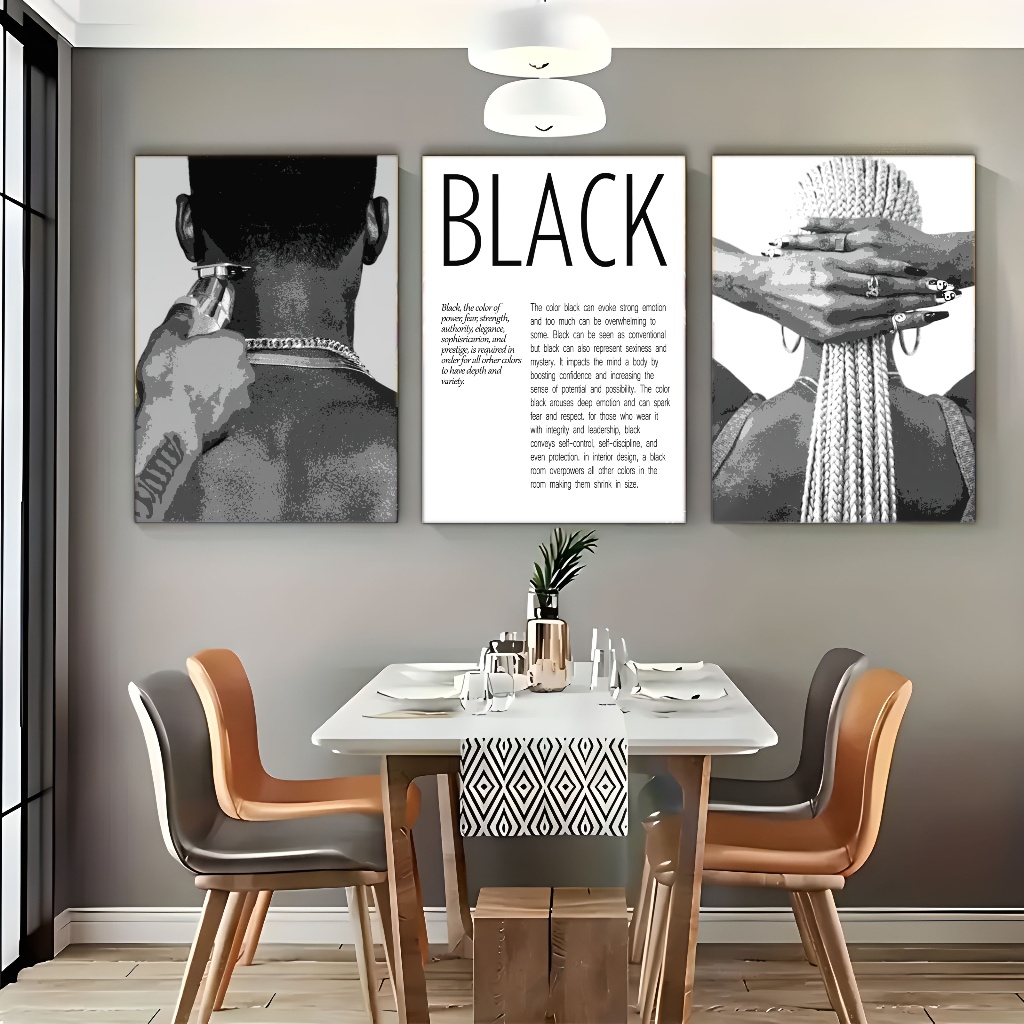 BLACK
Black, the color of
power, fear, strength,
authority, elegance,
sophistication, and
prestige, is required in
order for all other colors
to have depth and
variety.
The color black can evoke strong emotion
and too much can be overwhelming to
some. Black can be seen as conventional
but black can also represent sexiness and
mystery. It impacts the mind a body by
boosting confidence and increasing the
sense of potential and possibility. The color
black arouses deep emotion and can spark
fear and respect. for those who wear it
with integrity and leadership, black
conveys self-control, self-discipline, and
even protection. in interior design, a black
room overpowers all other colors in the
room making them shrink in size.